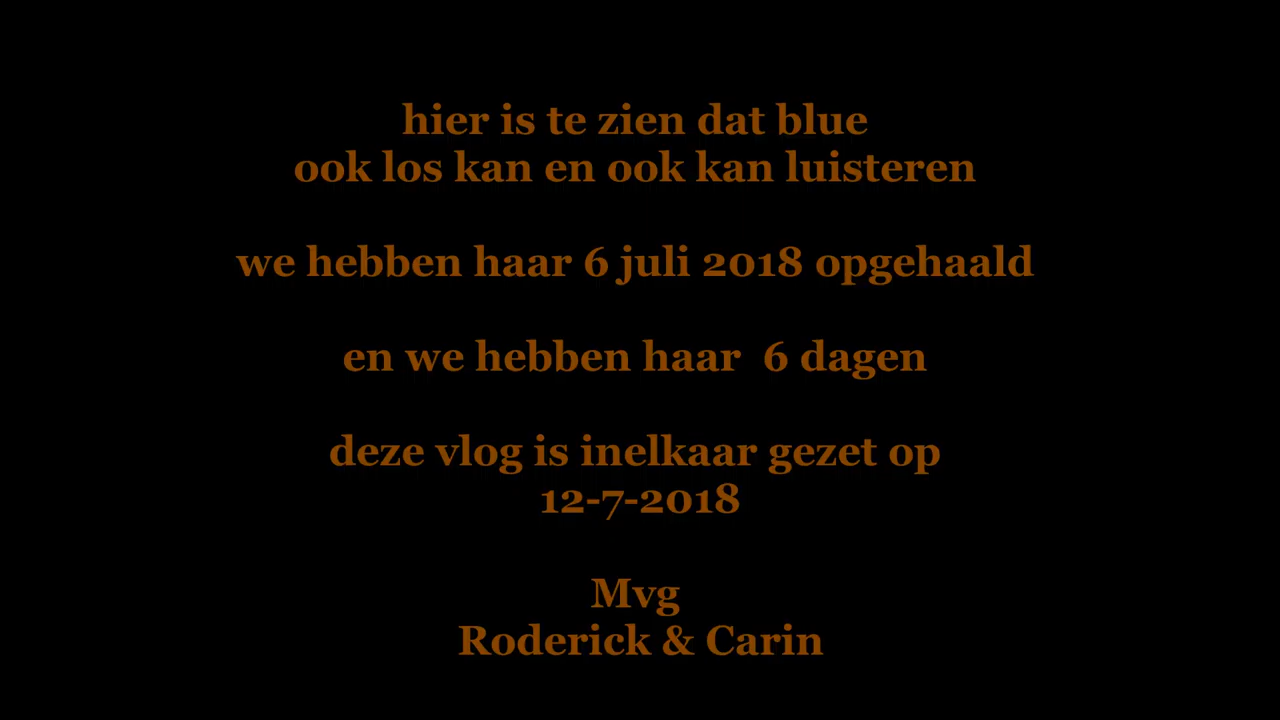 hier is te zien dat blue
ook los kan en ook kan luisteren
we hebben haar 6 juli 2018 opgehaald
en we hebben haar  6 dagen
deze vlog is inelkaar gezet op
12-7-2018
Mvg
Roderick & Carin